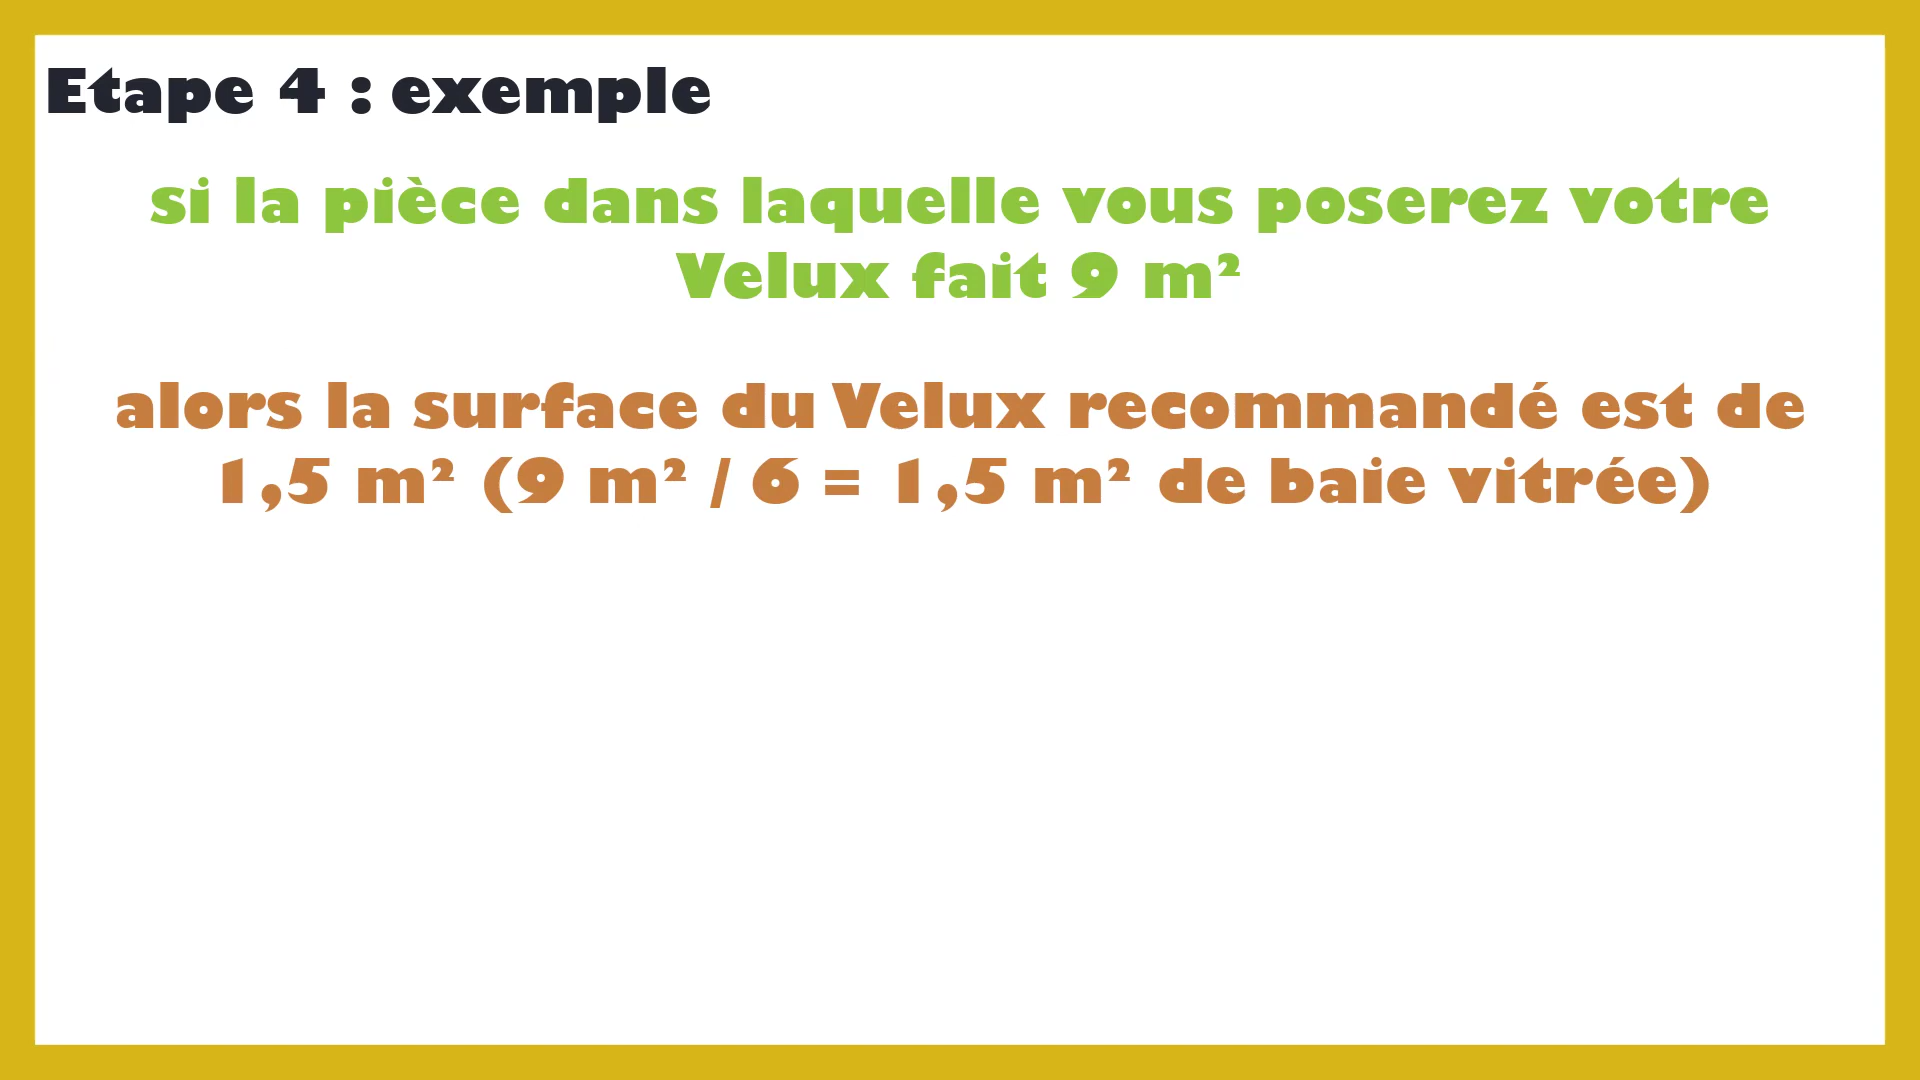 Etape 4 : exemple
si la pièce dans laquelle vous poserez votre
Velux fait 9 m²
alors la surface du Velux recommandé est de
1,5 m² (9 m² / 6 = 1,5 m² de baie vitrée)